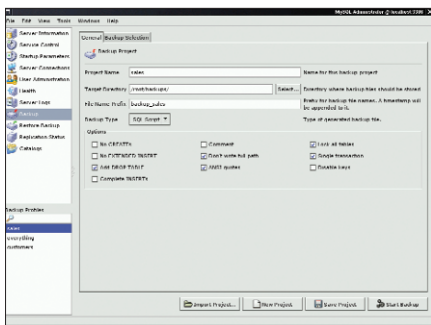 MySQL Administrator @ localhost:3306
File Edit View Tools Windows Help
Server Information
Service Control
Startup Parameters
Server Connections
User Administration
Health
Server Logs
Backup
Restore Backup
Replication Status
Catalogs
General Backup Selection
Backup Project
Project Name sales Name for this backup project
Target Directory /root/backups/ Select... Directory where backup files should be stored
File Name Prefix backup_sales Prefix for backup file names. A timestamp will be appended to it.
Backup Type SQL Script Type of generated backup file.
Options
No CREATEs Comment Lock all tables
No EXTENDED INSERT Don't write full path Single transaction
Add DROP TABLE ANSI quotes Disable keys
Complete INSERTs
Backup Profiles
sales
everything
customers
Import Project... New Project Save Project Start Backup